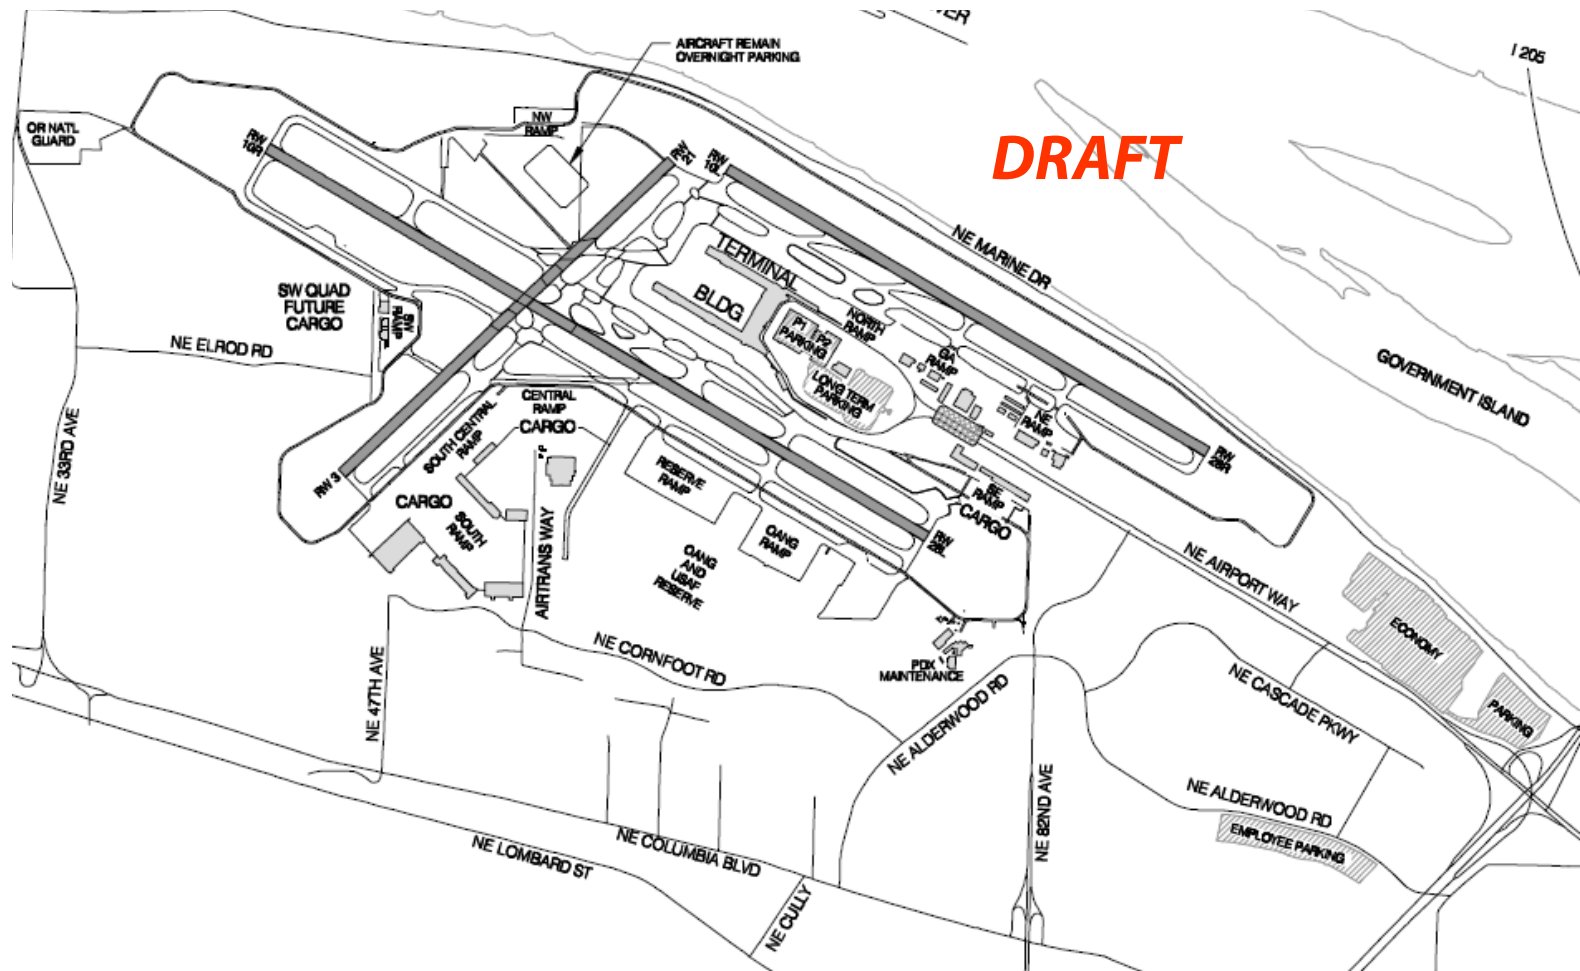 VER
AIRCRAFT REMAIN
OVERNIGHT PARKING
I 205
DRAFT
OR NATL
GUARD
NW
RAMP
RW
10R
RW
21
RW
10L
NE MARINE DR
TERMINAL
BLDG
SW QUAD
FUTURE
CARGO
SW
RAMP
NE ELROD RD
P1
P2
PARKING
NORTH
RAMP
GA
RAMP
LONG TERM
PARKING
GOVERNMENT ISLAND
NE 33RD AVE
CENTRAL
RAMP
CARGO
SOUTH CENTRAL
RAMP
NE
RAMP
RW
28R
RW 3
RESERVE
RAMP
SE
RAMP
CARGO
CARGO
SOUTH
RAMP
AIRTRANS WAY
OANG
RAMP
RW
28L
OANG
AND
USAF
RESERVE
NE AIRPORT WAY
ECONOMY
PARKING
NE CORNFOOT RD
PDX
MAINTENANCE
NE 47TH AVE
NE ALDERWOOD RD
NE CASCADE PKWY
NE 82ND AVE
NE ALDERWOOD RD
EMPLOYEE PARKING
NE COLUMBIA BLVD
NE LOMBARD ST
NE CULLY